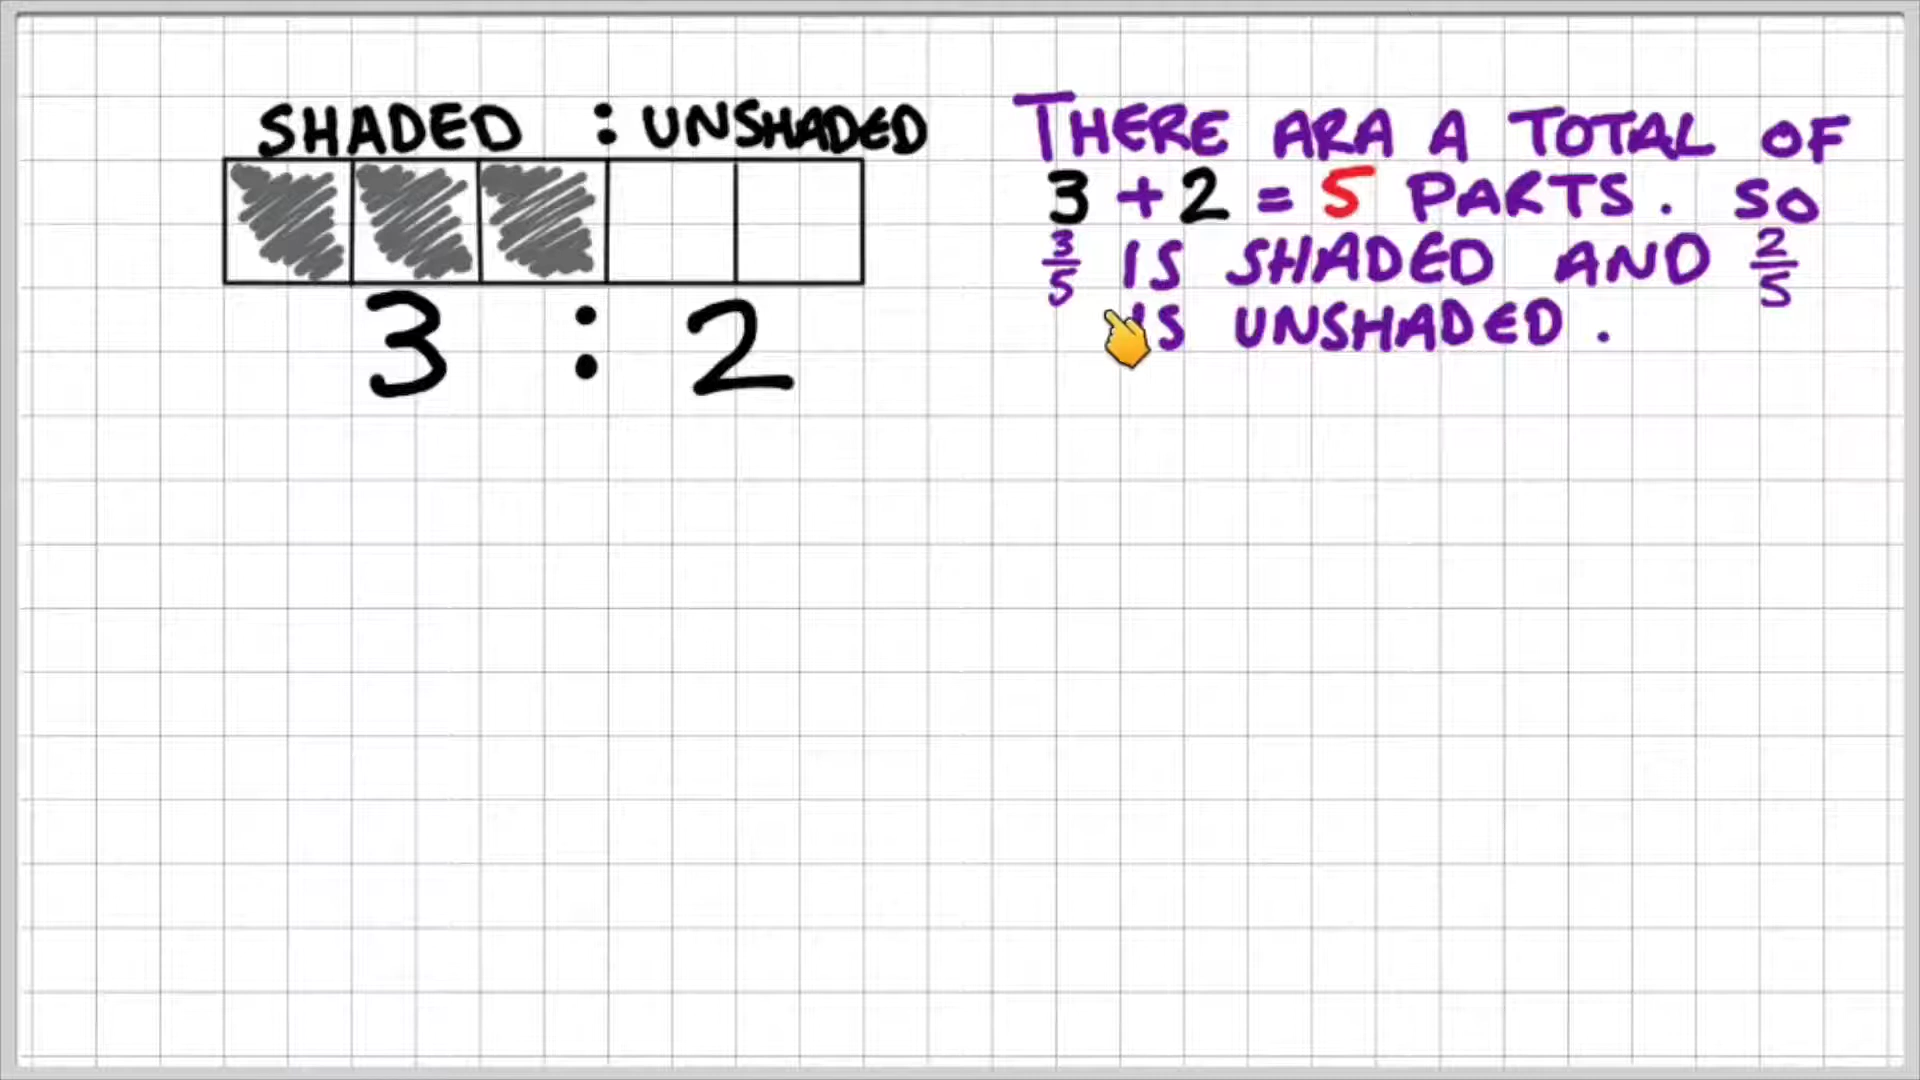 SHADED : UNSHADED
3 : 2
THERE ARA A TOTAL OF
3 + 2 = 5 PARTS. SO
3/5 IS SHADED AND 2/5
IS UNSHADED.